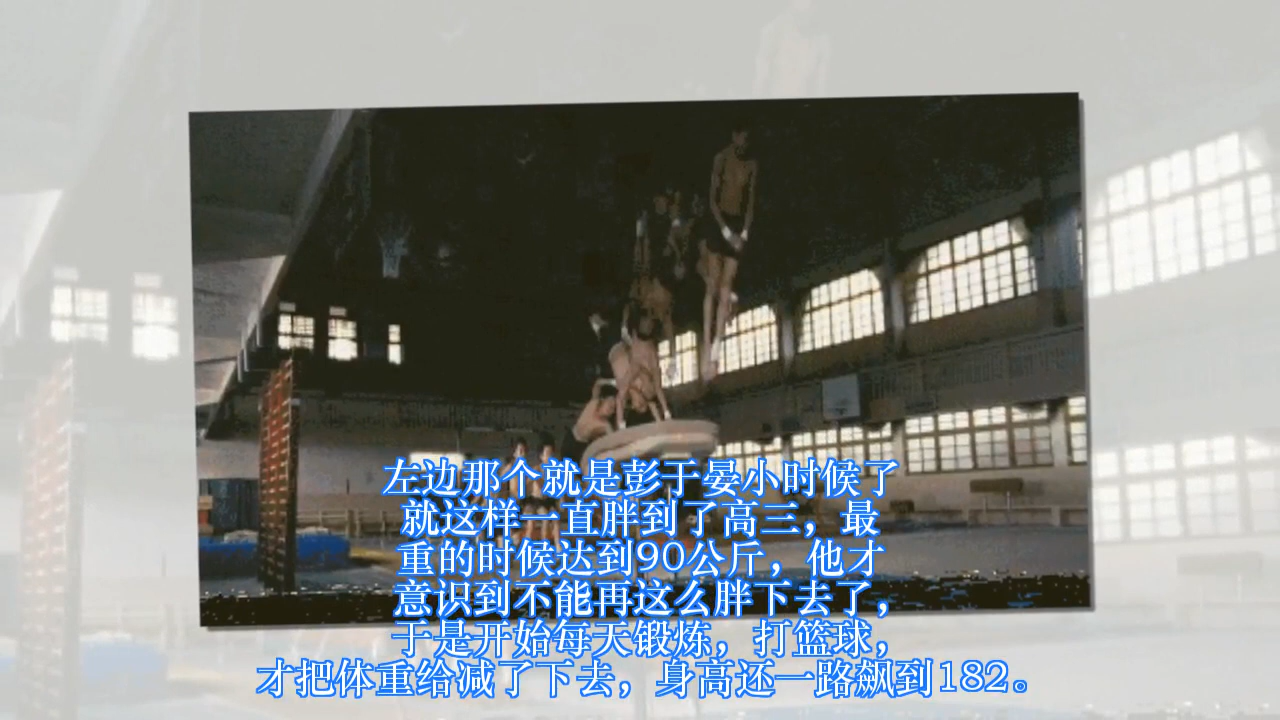 左边那个就是彭于晏小时候了
就这样一直胖到了高三，最
重的时候达到90公斤，他才
意识到不能再这么胖下去了，
于是开始每天锻炼，打篮球，
才把体重给减了下去，身高还一路飙到182。